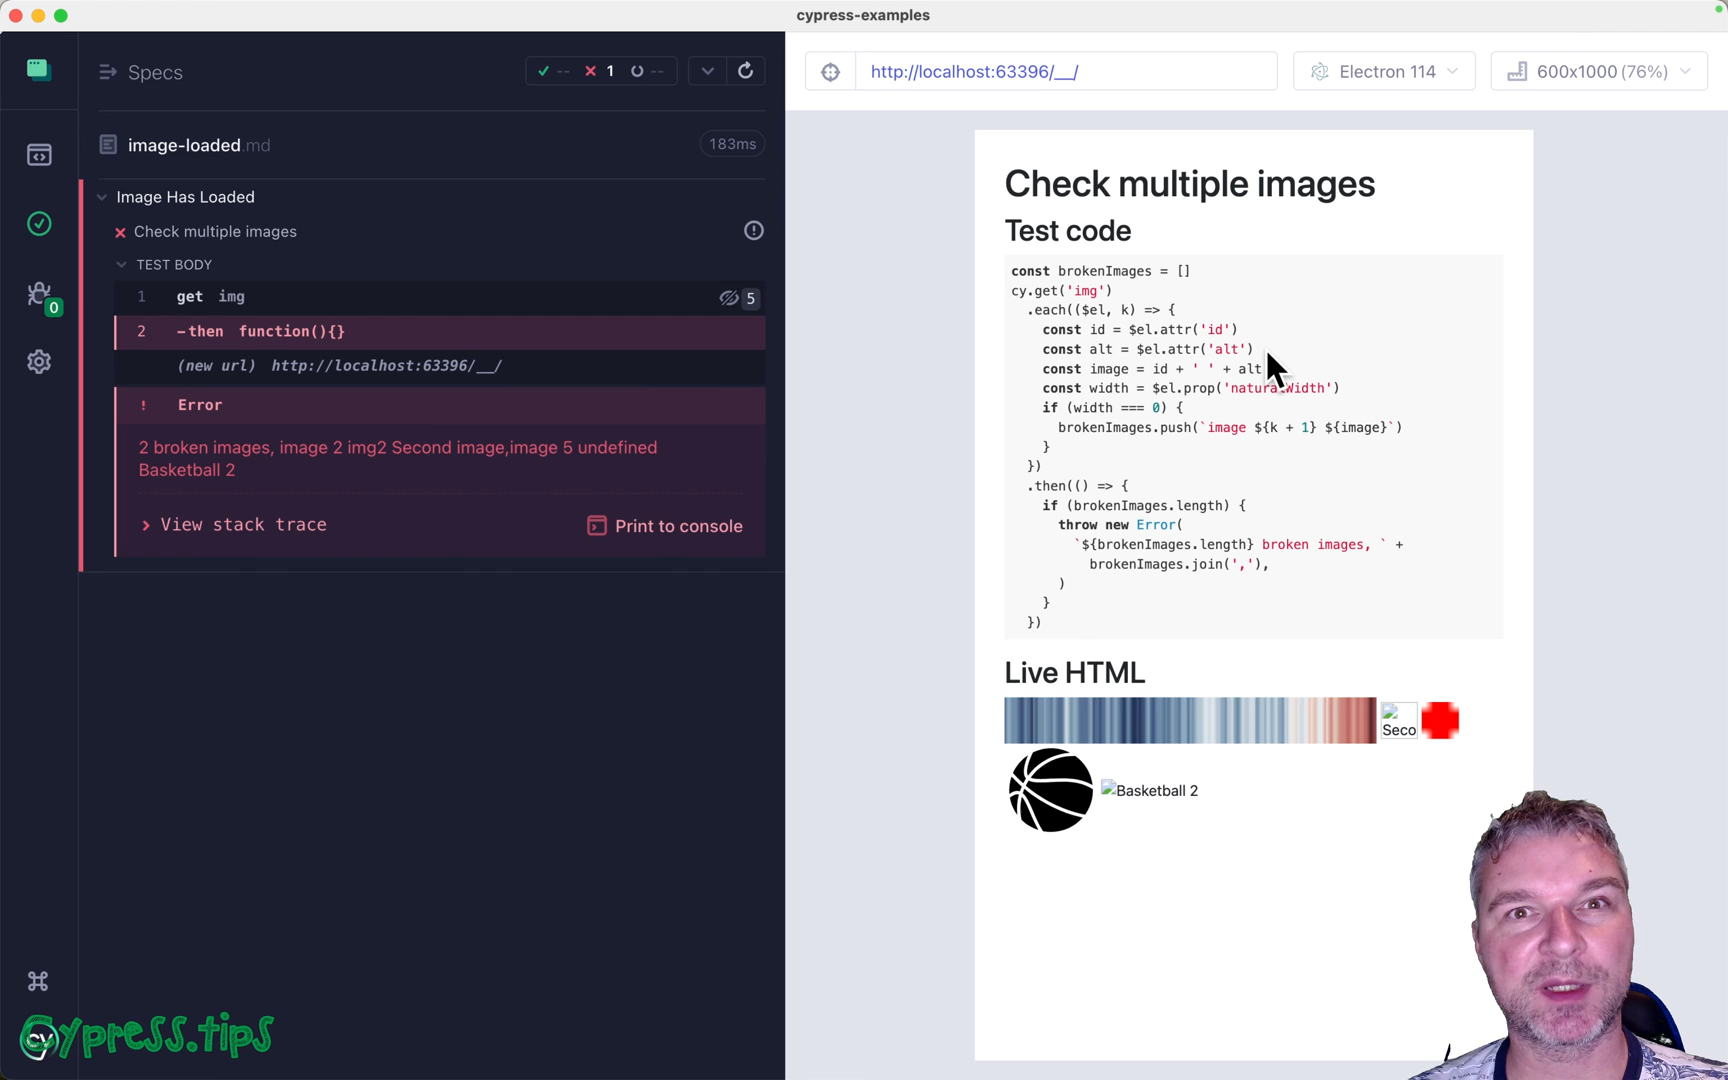 cypress-examples
Specs
-- 1 --
http://localhost:63396/__/
Electron 114
600x1000 (76%)
image-loaded.md
183ms
Image Has Loaded
Check multiple images
TEST BODY
1 get img 5
2 -then function(){}
(new url) http://localhost:63396/__/
! Error
2 broken images, image 2 img2 Second image,image 5 undefined
Basketball 2
View stack trace
Print to console
0
Cypress.tips
cy
Check multiple images
Test code
const brokenImages = []
cy.get('img')
.each(($el, k) => {
const id = $el.attr('id')
const alt = $el.attr('alt')
const image = id + ' ' + alt
const width = $el.prop('naturalWidth')
if (width === 0) {
brokenImages.push(`image ${k + 1} ${image}`)
}
})
.then(() => {
if (brokenImages.length) {
throw new Error(
`${brokenImages.length} broken images, ` +
brokenImages.join(','),
)
}
})
Live HTML
Seco
Basketball 2